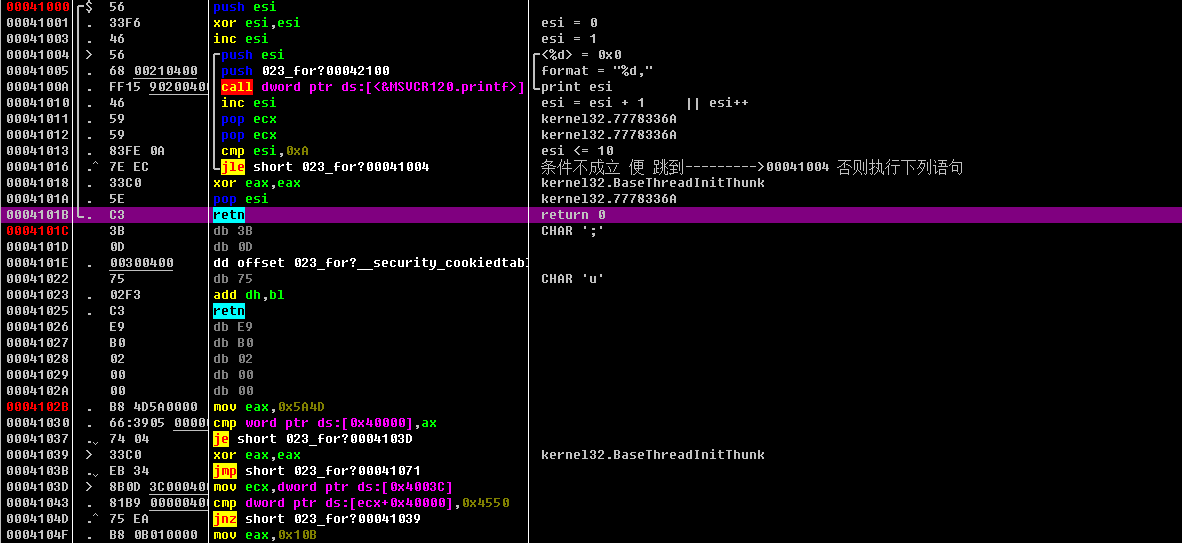 00041000 $ 56 push esi
00041001 . 33F6 xor esi,esi esi = 0
00041003 . 46 inc esi esi = 1
00041004 > 56 push esi <%d> = 0x0
00041005 . 68 00210400 push 023_for?00042100 format = "%d,"
0004100A . FF15 90200400 call dword ptr ds:[<&MSVCR120.printf>] print esi
00041010 . 46 inc esi esi = esi + 1 || esi++
00041011 . 59 pop ecx kernel32.7778336A
00041012 . 59 pop ecx kernel32.7778336A
00041013 . 83FE 0A cmp esi,0xA esi <= 10
00041016 .^ 7E EC jle short 023_for?00041004 条件不成立 便 跳到--------->00041004 否则执行下列语句
00041018 . 33C0 xor eax,eax kernel32.BaseThreadInitThunk
0004101A . 5E pop esi kernel32.7778336A
0004101B . C3 retn return 0
0004101C 3B db 3B CHAR ';'
0004101D 0D db 0D
0004101E . 00300400 dd offset 023_for?__security_cookiedtabl
00041022 75 db 75 CHAR 'u'
00041023 . 02F3 add dh,bl
00041025 . C3 retn
00041026 E9 db E9
00041027 B0 db B0
00041028 02 db 02
00041029 00 db 00
0004102A 00 db 00
0004102B . B8 4D5A0000 mov eax,0x5A4D
00041030 . 66:3905 00000 cmp word ptr ds:[0x40000],ax
00041037 .⌄ 74 04 je short 023_for?0004103D
00041039 > 33C0 xor eax,eax kernel32.BaseThreadInitThunk
0004103B .⌄ EB 34 jmp short 023_for?00041071
0004103D > 8B0D 3C000400 mov ecx,dword ptr ds:[0x4003C]
00041043 . 81B9 00000400 cmp dword ptr ds:[ecx+0x40000],0x4550
0004104D .^ 75 EA jnz short 023_for?00041039
0004104F . B8 0B010000 mov eax,0x10B